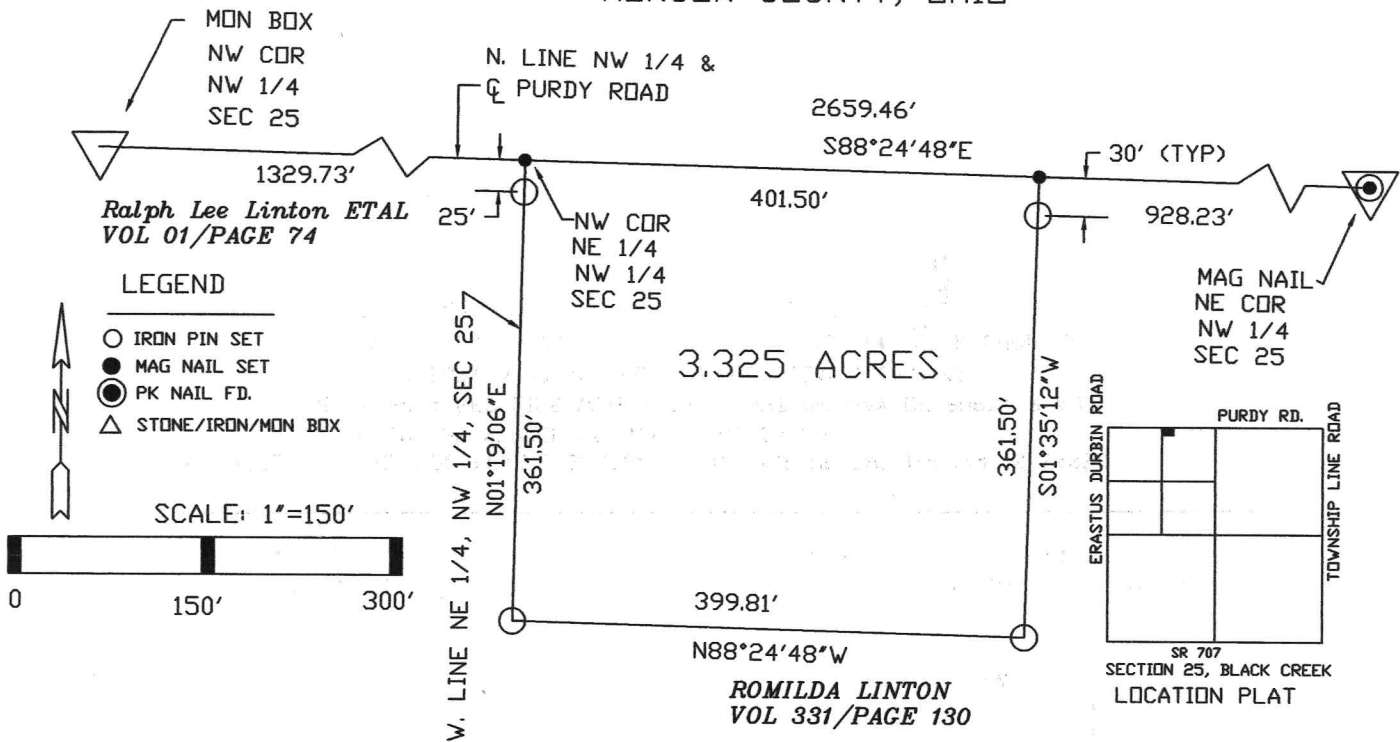 MERCER COUNTY, OHIO
MON BOX
NW COR
NW 1/4
SEC 25
N. LINE NW 1/4 &
℄ PURDY ROAD
2659.46'
S88°24'48"E
30' (TYP)
1329.73'
401.50'
928.23'
Ralph Lee Linton ETAL
VOL 01/PAGE 74
25'
NW COR
NE 1/4
NW 1/4
SEC 25
MAG NAIL
NE COR
NW 1/4
SEC 25
LEGEND
IRON PIN SET
MAG NAIL SET
PK NAIL FD.
STONE/IRON/MON BOX
N
SCALE: 1"=150'
0 150' 300'
W. LINE NE 1/4, NW 1/4, SEC 25
N01°19'06"E
361.50'
3.325 ACRES
361.50'
S01°35'12"W
399.81'
N88°24'48"W
ROMILDA LINTON
VOL 331/PAGE 130
PURDY RD.
ERASTUS DURBIN ROAD
TOWNSHIP LINE ROAD
SR 707
SECTION 25, BLACK CREEK
LOCATION PLAT